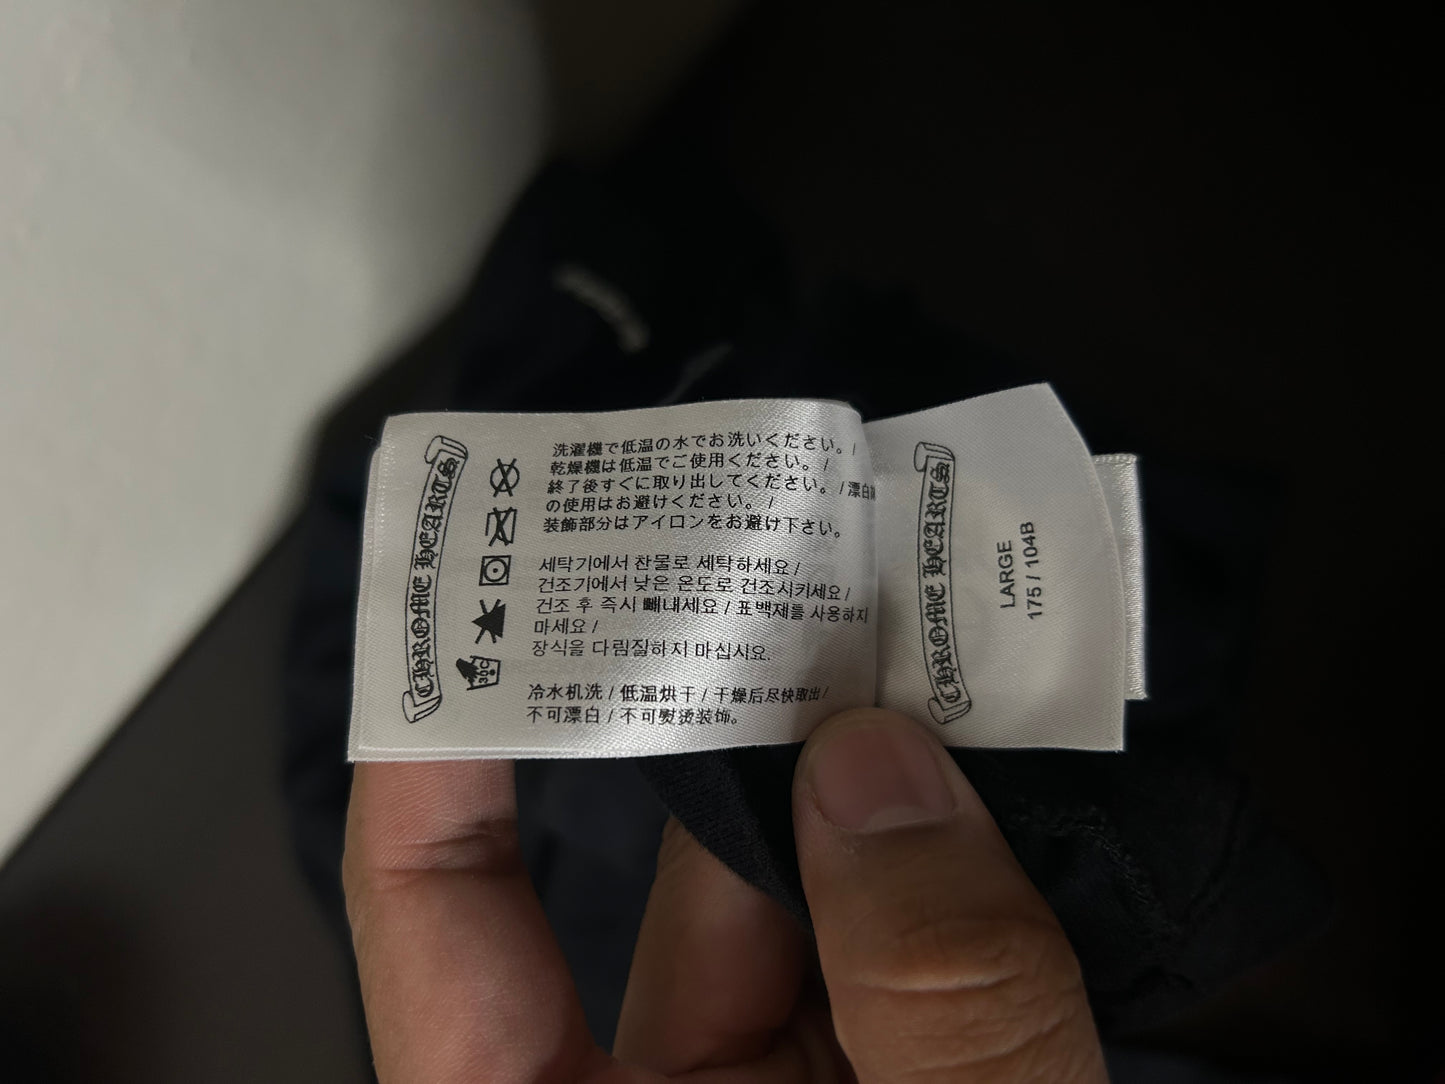 CHROME HEARTS
洗濯機で低温の水でお洗いください。/
乾燥機は低温でご使用ください。/
終了後すぐに取り出してください。/ 漂白剤
の使用はお避けください。/
装飾部分はアイロンをお避け下さい。
세탁기에서 찬물로 세탁하세요 /
건조기에서 낮은 온도로 건조시키세요 /
건조 후 즉시 빼내세요 / 표백제를 사용하지
마세요 /
장식을 다림질하지 마십시요.
冷水机洗 / 低温烘干 / 干燥后尽快取出/
不可漂白 / 不可熨烫装饰。
30C
CHROME HEARTS
LARGE
175 / 104B